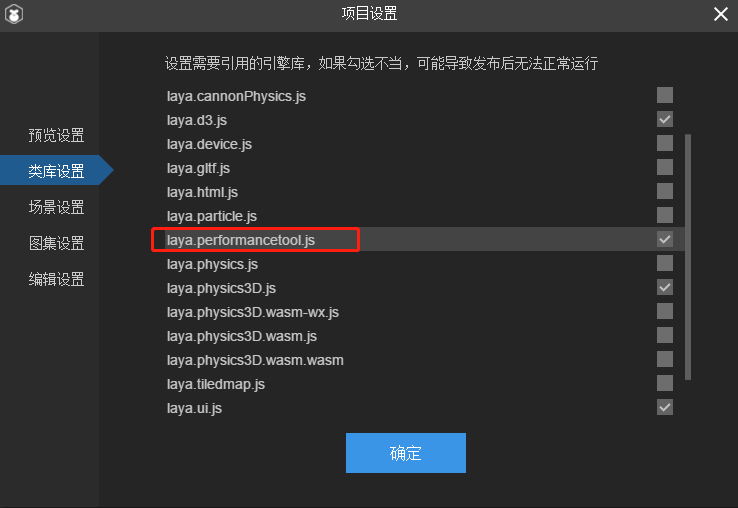 项目设置
设置需要引用的引擎库，如果勾选不当，可能导致发布后无法正常运行
预览设置
类库设置
场景设置
图集设置
编辑设置
laya.cannonPhysics.js
laya.d3.js
laya.device.js
laya.gltf.js
laya.html.js
laya.particle.js
laya.performancetool.js
laya.physics.js
laya.physics3D.js
laya.physics3D.wasm-wx.js
laya.physics3D.wasm.js
laya.physics3D.wasm.wasm
laya.tiledmap.js
laya.ui.js
确定